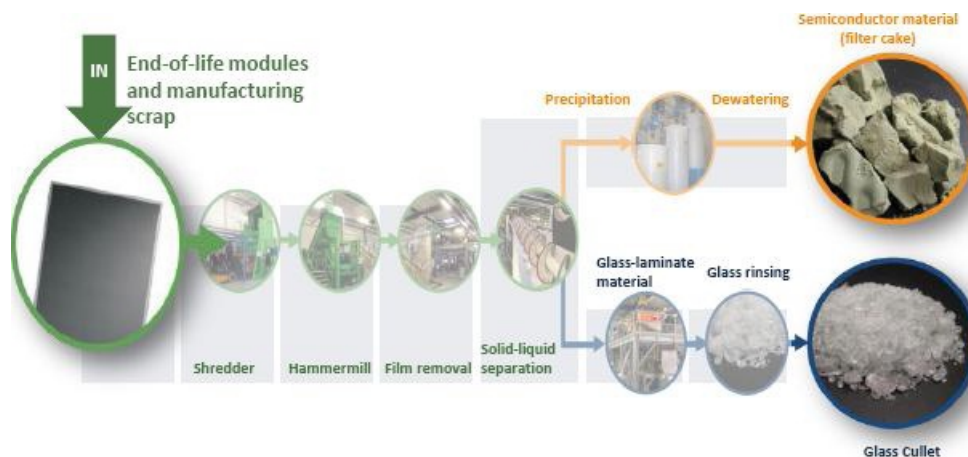 IN
End-of-life modules
and manufacturing
scrap
Shredder
Hammermill
Film removal
Solid-liquid
separation
Precipitation
Dewatering
Semiconductor material
(filter cake)
Glass-laminate
material
Glass rinsing
Glass Cullet